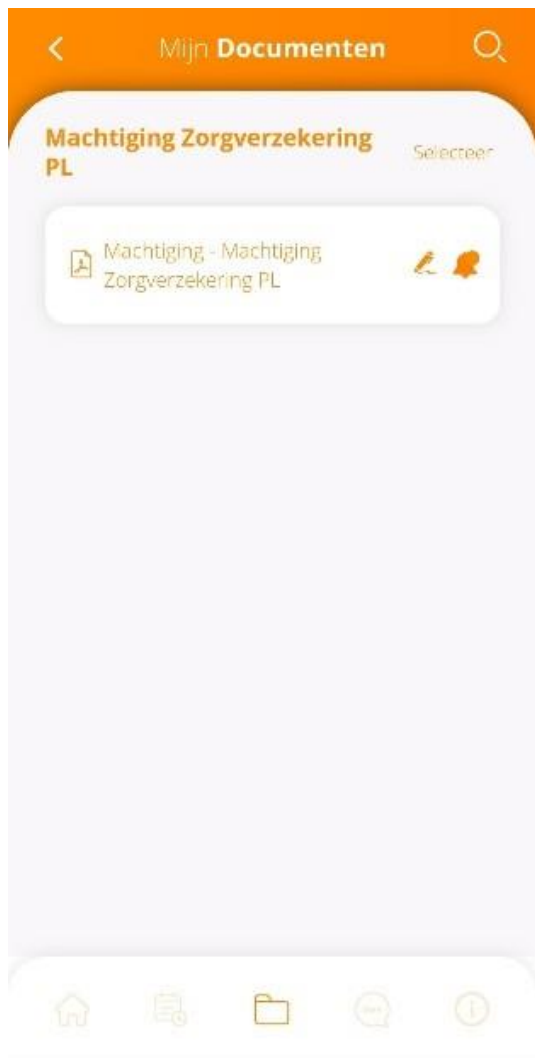 Mijn Documenten
Machtiging Zorgverzekering
PL
Selecteer
Machtiging - Machtiging
Zorgverzekering PL